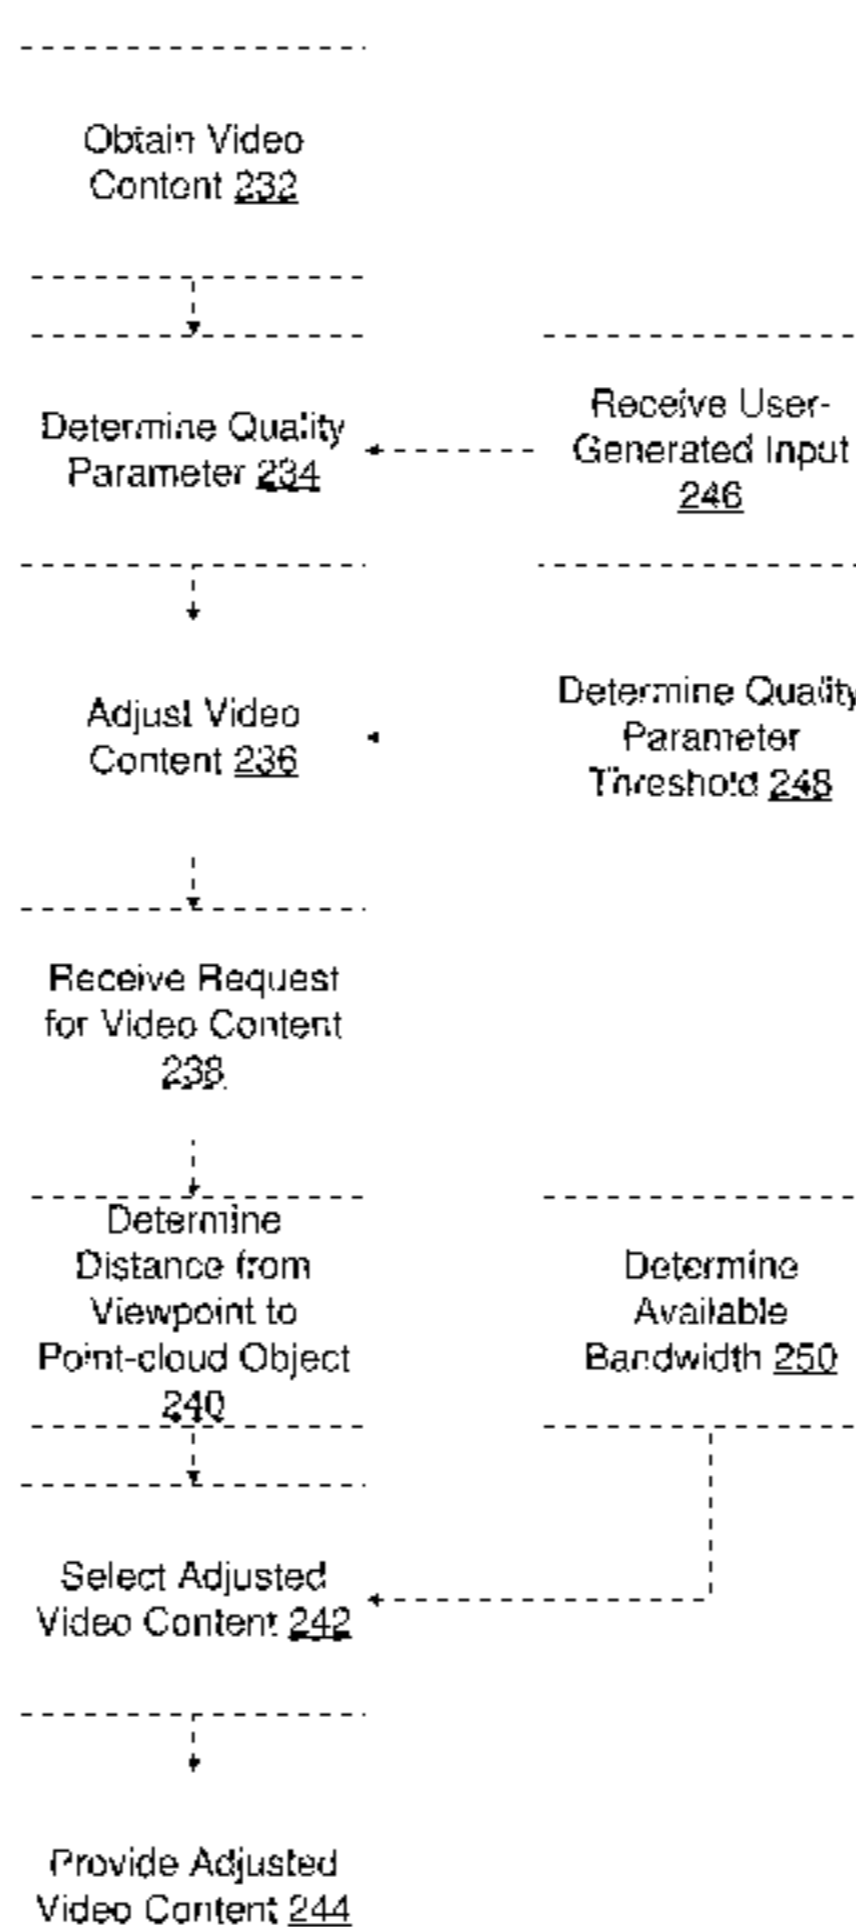 Obtain Video
Content 232
Determine Quality
Parameter 234
Receive User-
Generated Input
246
Adjust Video
Content 236
Determine Quality
Parameter
Threshold 248
Receive Request
for Video Content
238
Determine
Distance from
Viewpoint to
Point-cloud Object
240
Determine
Available
Bandwidth 250
Select Adjusted
Video Content 242
Provide Adjusted
Video Content 244